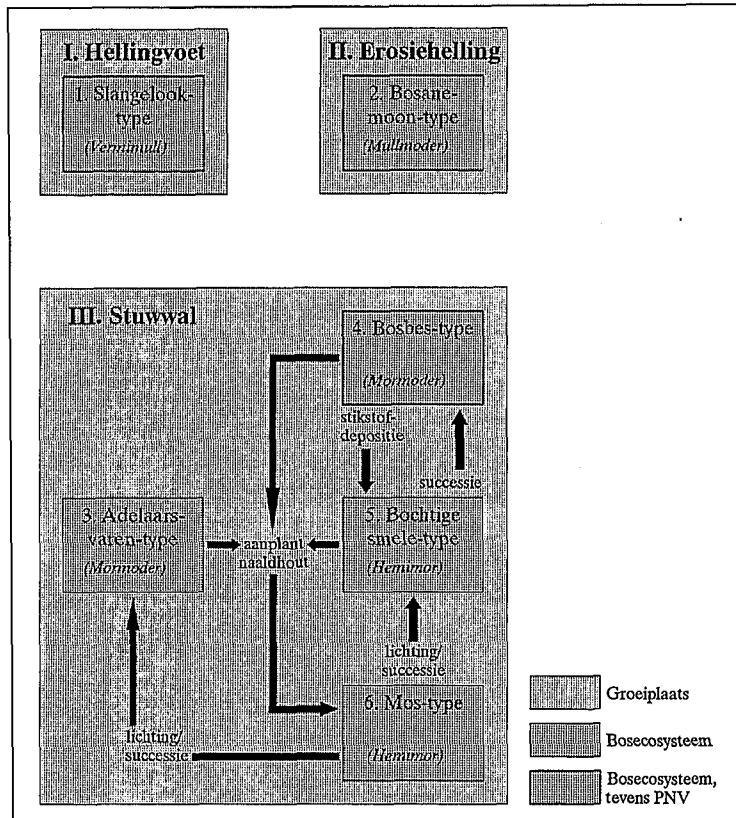 I. Hellingvoet
1. Slangelook-
type
(Vermimull)
II. Erosiehelling
2. Bosane-
moon-type
(Mullmoder)
III. Stuwwal
4. Bosbes-type
(Mormoder)
stikstof-
depositie
successie
3. Adelaars-
varen-type
(Mormoder)
aanplant
naaldhout
5. Bochtige
smele-type
(Hemimor)
lichting/
successie
6. Mos-type
(Hemimor)
lichting/
successie
Groeiplaats
Bosecosysteem
Bosecosysteem,
tevens PNV